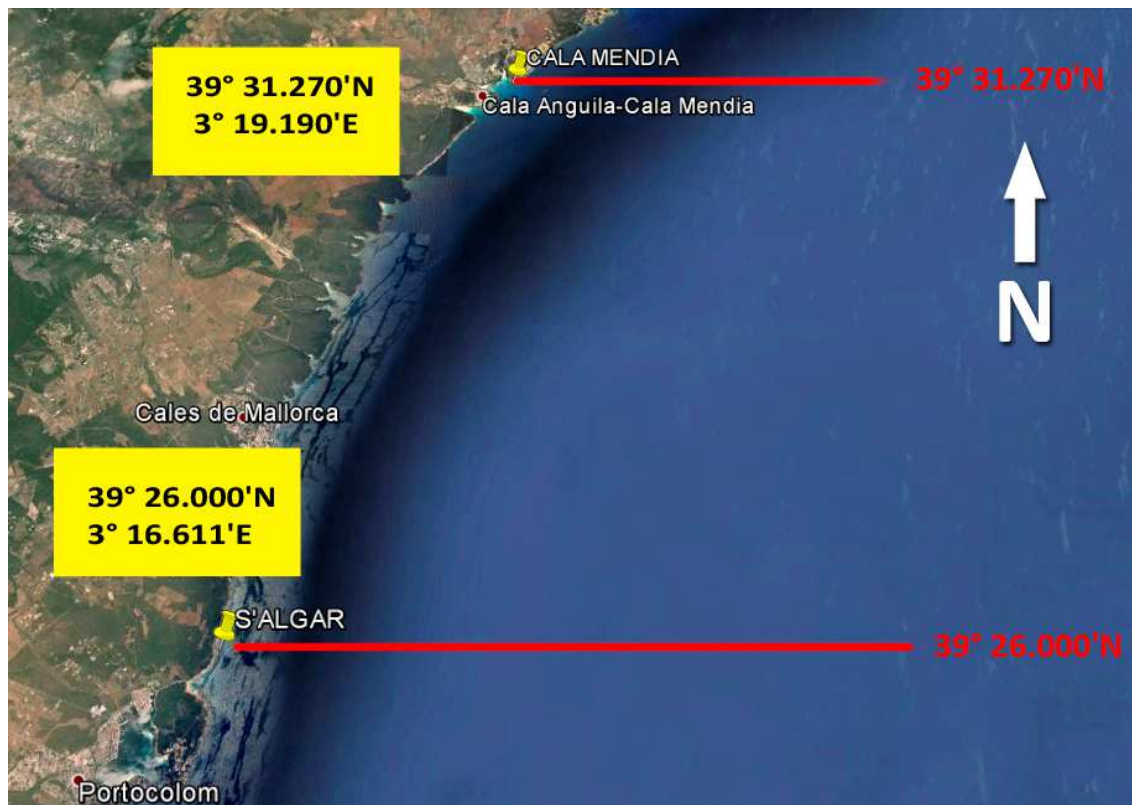 CALA MENDIA
39° 31.270'N
3° 19.190'E
39° 31.270'N
Cala Anguila-Cala Mendia
N
Cales de Mallorca
39° 26.000'N
3° 16.611'E
S'ALGAR
39° 26.000'N
Portocolom